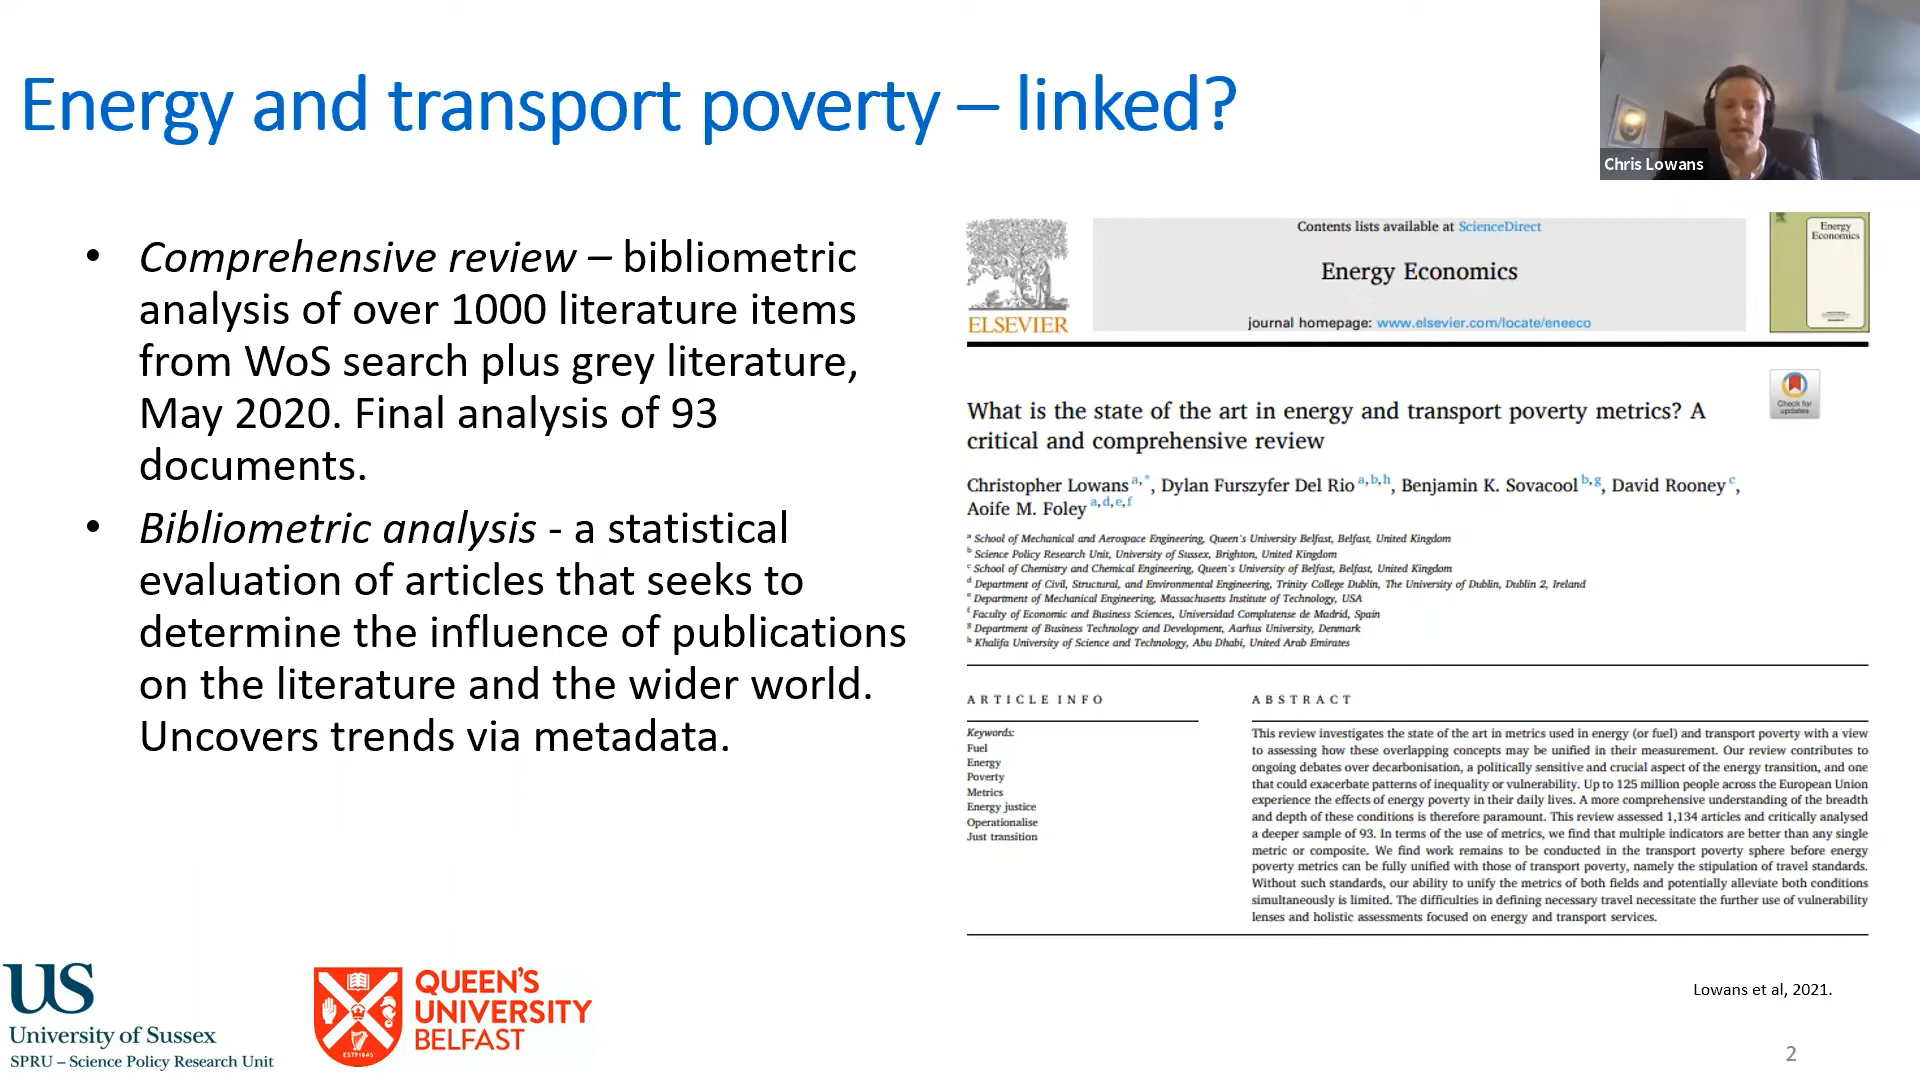 Energy and transport poverty – linked?
Chris Lowans
• Comprehensive review – bibliometric
analysis of over 1000 literature items
from WoS search plus grey literature,
May 2020. Final analysis of 93
documents.
• Bibliometric analysis - a statistical
evaluation of articles that seeks to
determine the influence of publications
on the literature and the wider world.
Uncovers trends via metadata.
ELSEVIER
Contents lists available at ScienceDirect
Energy Economics
journal homepage: www.elsevier.com/locate/eneeco
Energy
Economics
Check for
updates
What is the state of the art in energy and transport poverty metrics? A
critical and comprehensive review
Christopher Lowans a,*, Dylan Furszyfer Del Rio a,b,h, Benjamin K. Sovacool b,g, David Rooney c,
Aoife M. Foley a,d,e,f
a School of Mechanical and Aerospace Engineering, Queen's University Belfast, Belfast, United Kingdom
b Science Policy Research Unit, University of Sussex, Brighton, United Kingdom
c School of Chemistry and Chemical Engineering, Queen's University of Belfast, Belfast, United Kingdom
d Department of Civil, Structural, and Environmental Engineering, Trinity College Dublin, The University of Dublin, Dublin 2, Ireland
e Department of Mechanical Engineering, Massachusetts Institute of Technology, USA
f Faculty of Economic and Business Sciences, Universidad Complutense de Madrid, Spain
g Department of Business Technology and Development, Aarhus University, Denmark
h Khalifa University of Science and Technology, Abu Dhabi, United Arab Emirates
ARTICLE INFO
Keywords:
Fuel
Energy
Poverty
Metrics
Energy justice
Operationalise
Just transition
ABSTRACT
This review investigates the state of the art in metrics used in energy (or fuel) and transport poverty with a view
to assessing how these overlapping concepts may be unified in their measurement. Our review contributes to
ongoing debates over decarbonisation, a politically sensitive and crucial aspect of the energy transition, and one
that could exacerbate patterns of inequality or vulnerability. Up to 125 million people across the European Union
experience the effects of energy poverty in their daily lives. A more comprehensive understanding of the breadth
and depth of these conditions is therefore paramount. This review assessed 1,134 articles and critically analysed
a deeper sample of 93. In terms of the use of metrics, we find that multiple indicators are better than any single
metric or composite. We find work remains to be conducted in the transport poverty sphere before energy
poverty metrics can be fully unified with those of transport poverty, namely the stipulation of travel standards.
Without such standards, our ability to unify the metrics of both fields and potentially alleviate both conditions
simultaneously is limited. The difficulties in defining necessary travel necessitate the further use of vulnerability
lenses and holistic assessments focused on energy and transport services.
US
University of Sussex
SPRU – Science Policy Research Unit
ESTD1845
QUEEN'S
UNIVERSITY
BELFAST
Lowans et al, 2021.
2